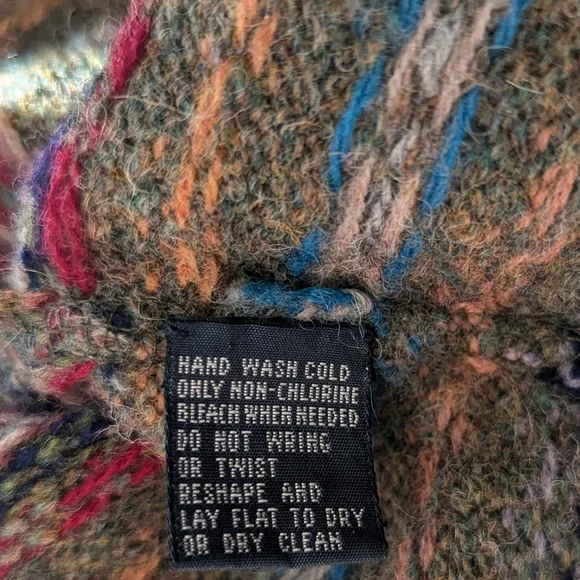 HAND WASH COLD
ONLY NON-CHLORINE
BLEACH WHEN NEEDED
DO NOT WRING
OR TWIST
RESHAPE AND
LAY FLAT TO DRY
OR DRY CLEAN